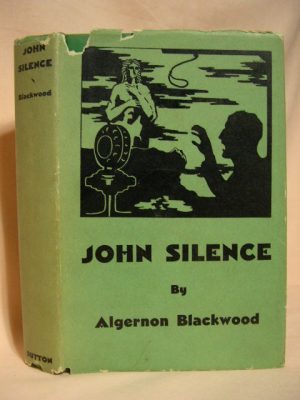 JOHN
SILENCE
Blackwood
DUTTON
JOHN SILENCE
By
Algernon Blackwood